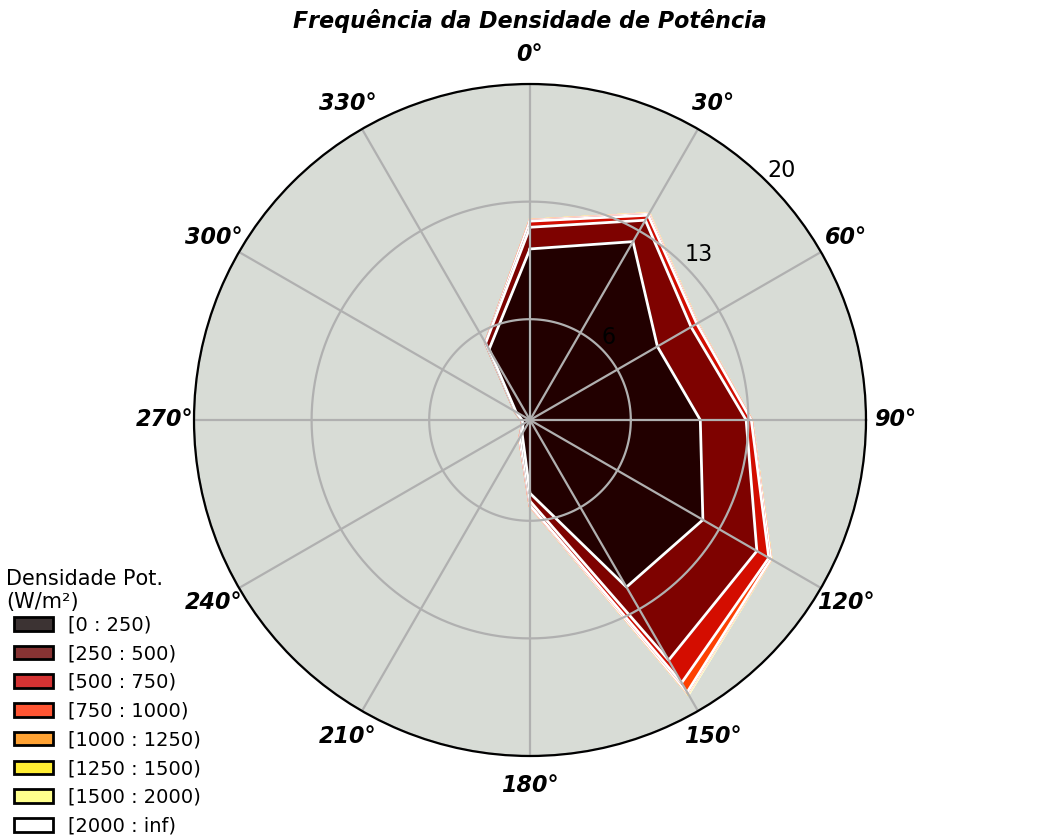 Frequência da Densidade de Potência
0°
330°
30°
20
300°
60°
13
6
270°
90°
240°
120°
210°
150°
180°
Densidade Pot.
(W/m²)
[0 : 250)
[250 : 500)
[500 : 750)
[750 : 1000)
[1000 : 1250)
[1250 : 1500)
[1500 : 2000)
[2000 : inf)